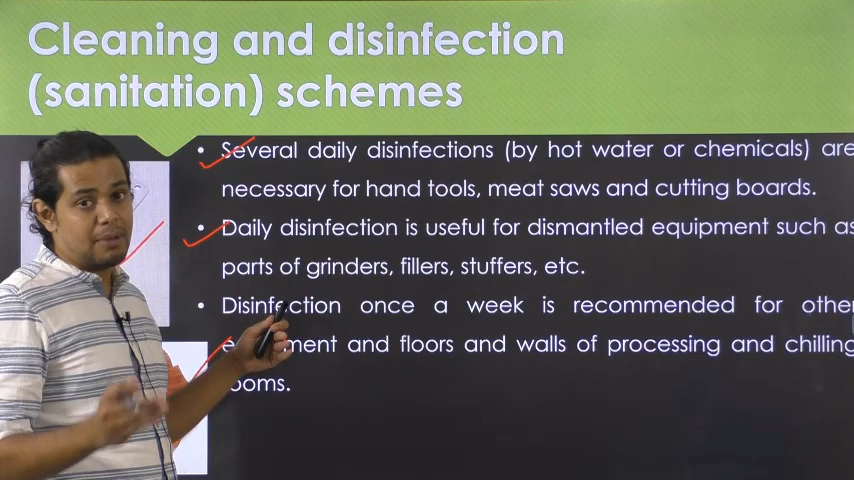 Cleaning and disinfection
(sanitation) schemes
• Several daily disinfections (by hot water or chemicals) are
necessary for hand tools, meat saws and cutting boards.
• Daily disinfection is useful for dismantled equipment such as
parts of grinders, fillers, stuffers, etc.
• Disinfection once a week is recommended for other
and floors and walls of processing and chilling
rooms.